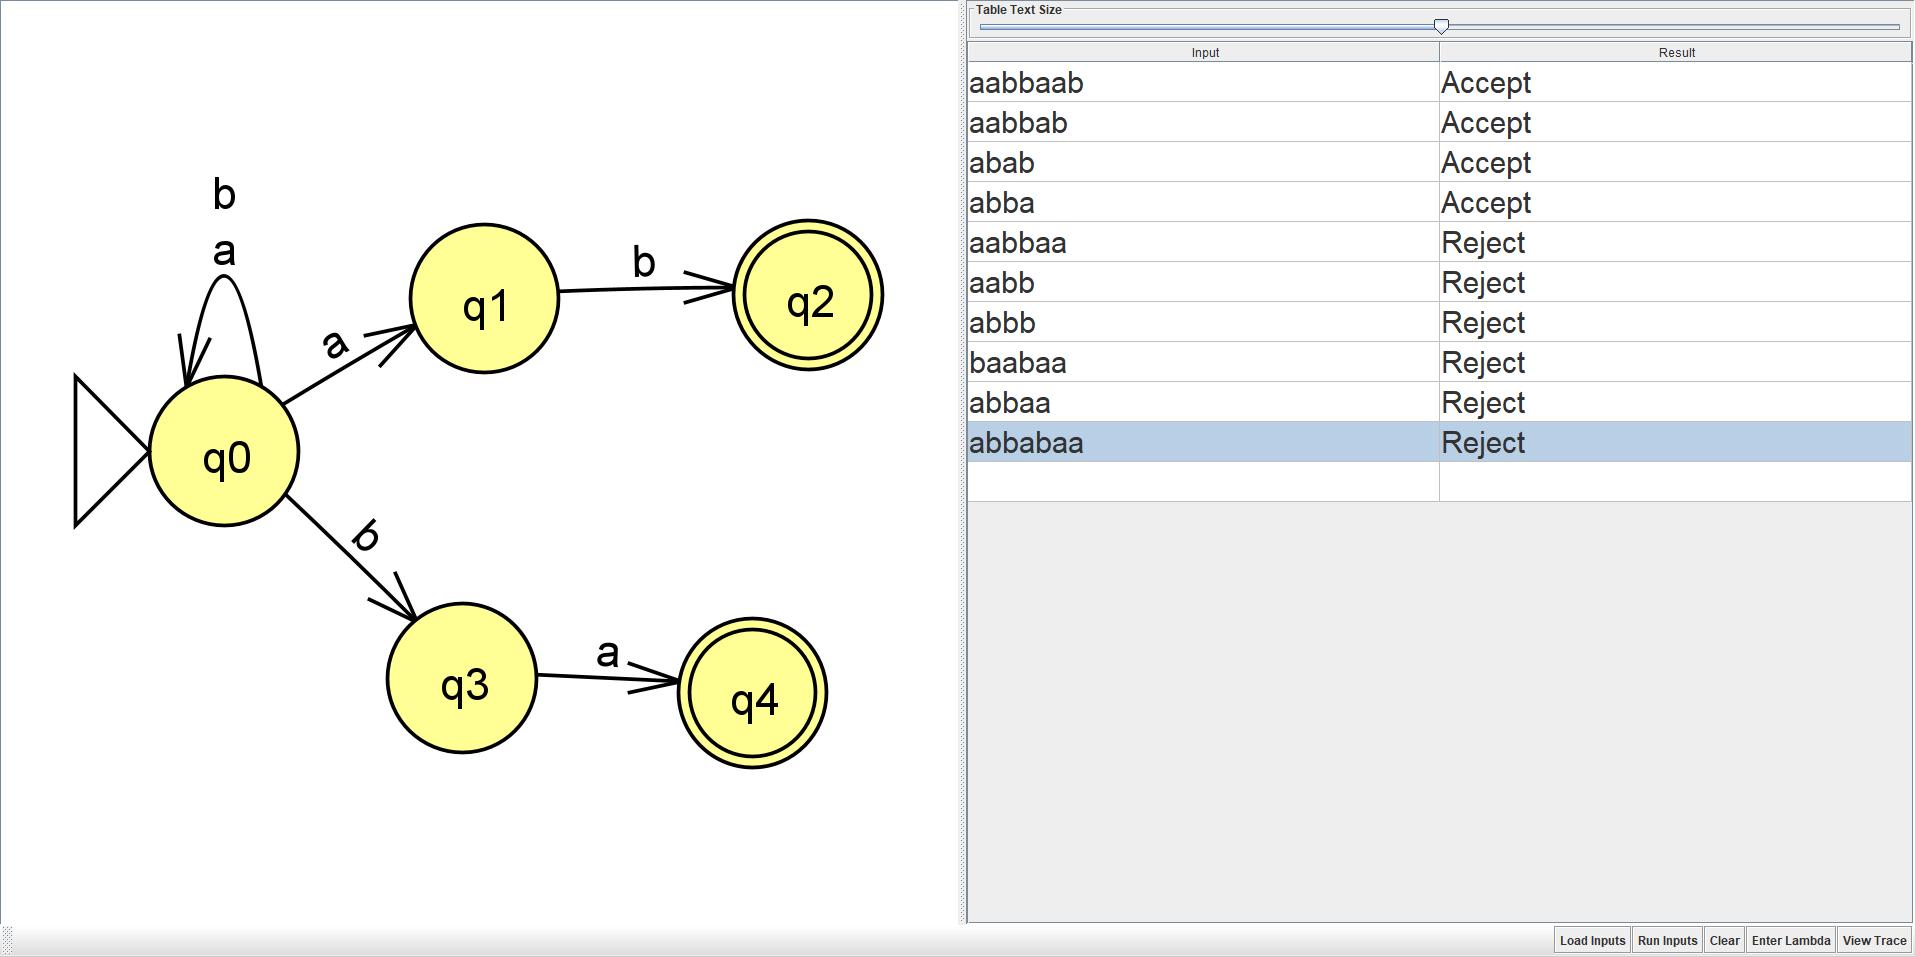 b
a
a
b
b
a
q0
q1
q2
q3
q4
Table Text Size
Input Result
aabbaab Accept
aabbab Accept
abab Accept
abba Accept
aabbaa Reject
aabb Reject
abbb Reject
baabaa Reject
abbaa Reject
abbabaa Reject
Load Inputs Run Inputs Clear Enter Lambda View Trace